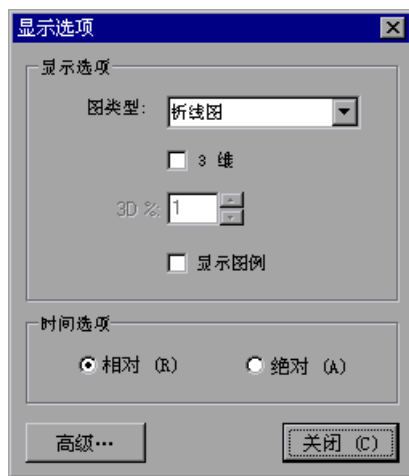 显示选项
显示选项
图类型: 折线图
3 维
3D %: 1
显示图例
时间选项
相对 (R) 绝对 (A)
高级… 关闭 (C)